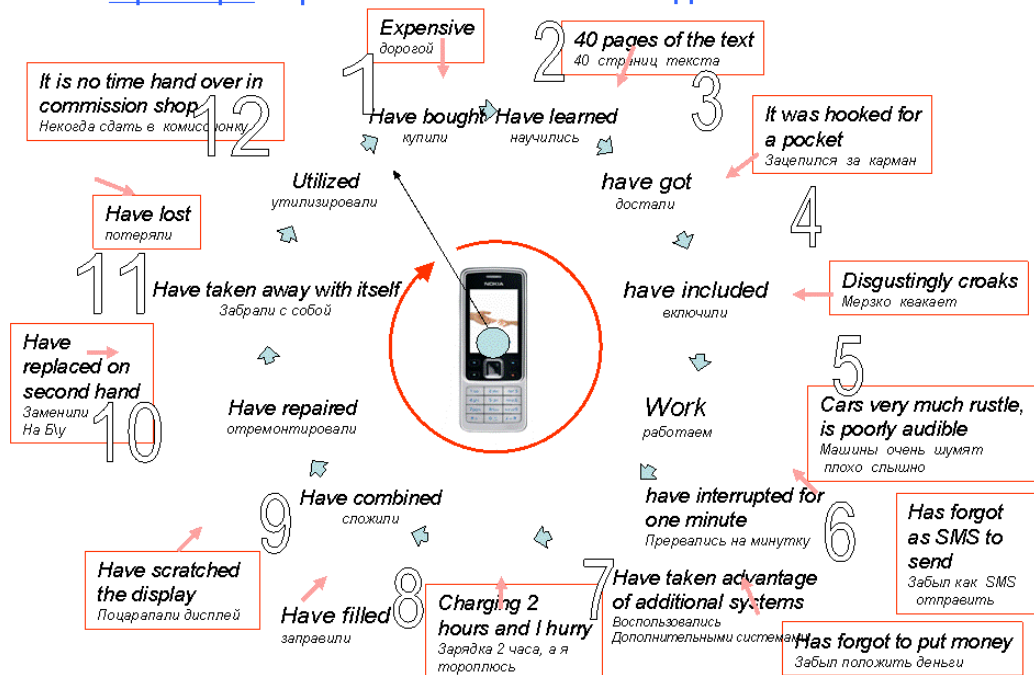 1
Expensive
дорогой
2
40 pages of the text
40 страниц текста
3
It is no time hand over in
commission shop
Некогда сдать в комиссионку
12
Have bought
купили
Have learned
научились
It was hooked for
a pocket
Зацепился за карман
Utilized
утилизировали
have got
достали
4
Have lost
потеряли
11
Have taken away with itself
Забрали с собой
NOKIA
have included
включили
Disgustingly croaks
Мерзко квакает
5
Have
replaced on
second hand
Заменили
На Б\у
10
Have repaired
отремонтировали
Work
работаем
Cars very much rustle,
is poorly audible
Машины очень шумят
плохо слышно
9
Have combined
сложили
have interrupted for
one minute
Прервались на минутку
6
Has forgot
as SMS to
send
Забыл как SMS
отправить
Have scratched
the display
Поцарапали дисплей
Have filled
заправили
8
Charging 2
hours and I hurry
Зарядка 2 часа, а я
тороплюсь
7
Have taken advantage
of additional systems
Воспользовались
Дополнительными системами
Has forgot to put money
Забыл положить деньги